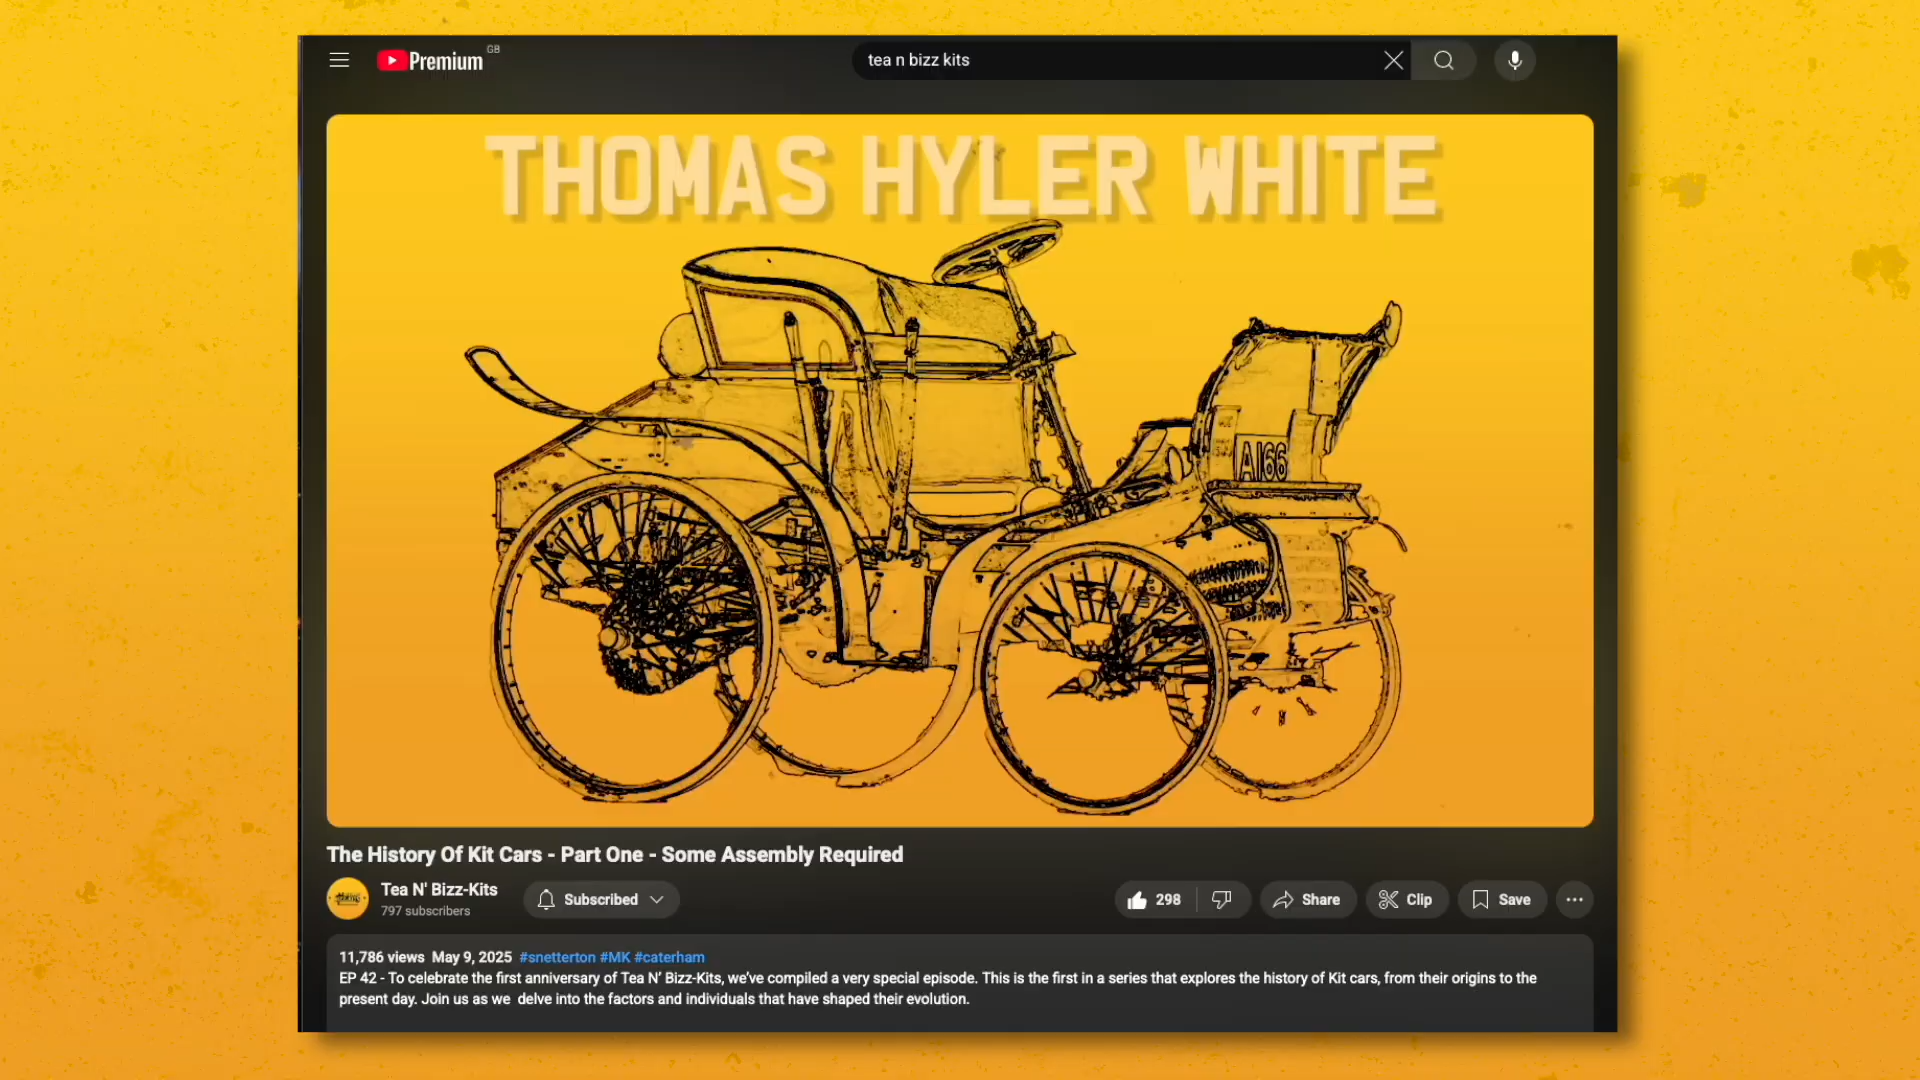 Premium GB
tea n bizz kits
THOMAS HYLER WHITE
A166
The History Of Kit Cars - Part One - Some Assembly Required
Tea N' Bizz-Kits
797 subscribers
Subscribed
298
Share
Clip
Save
11,786 views May 9, 2025 #snetterton #MK #caterham
EP 42 - To celebrate the first anniversary of Tea N’ Bizz-Kits, we’ve compiled a very special episode. This is the first in a series that explores the history of Kit cars, from their origins to the
present day. Join us as we delve into the factors and individuals that have shaped their evolution.